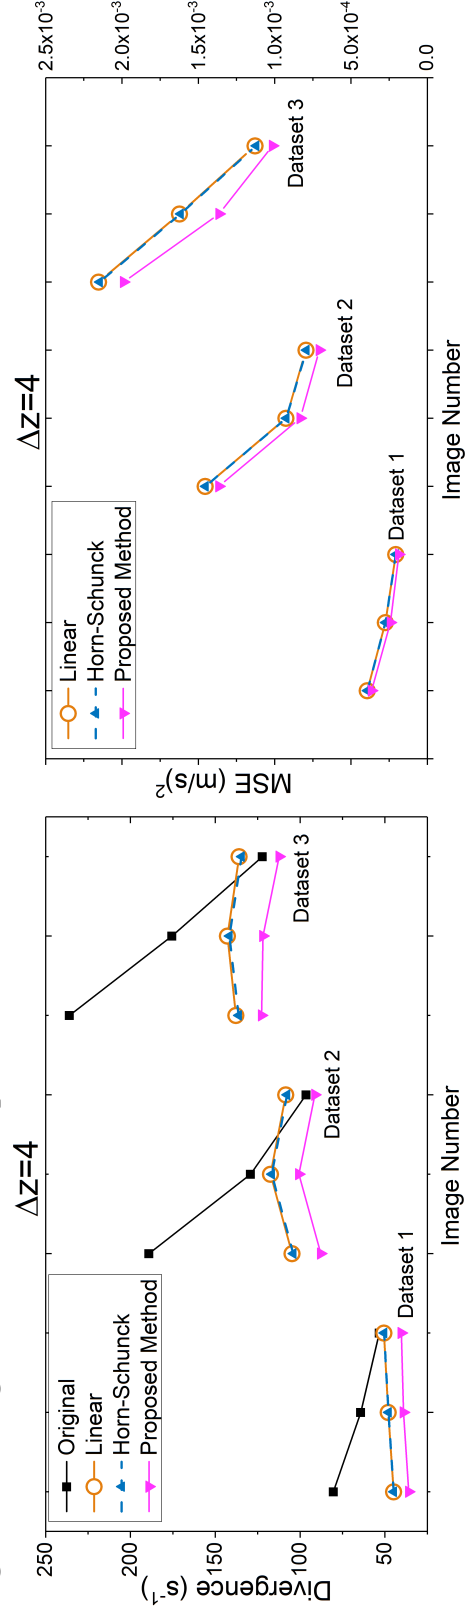 Δz=4
250
200
150
100
50
Divergence (s⁻¹)
Original
Linear
Horn-Schunck
Proposed Method
Dataset 1
Dataset 2
Dataset 3
Image Number
Δz=4
2.5x10⁻³
2.0x10⁻³
1.5x10⁻³
1.0x10⁻³
5.0x10⁻⁴
0.0
MSE (m/s)²
Linear
Horn-Schunck
Proposed Method
Dataset 1
Dataset 2
Dataset 3
Image Number